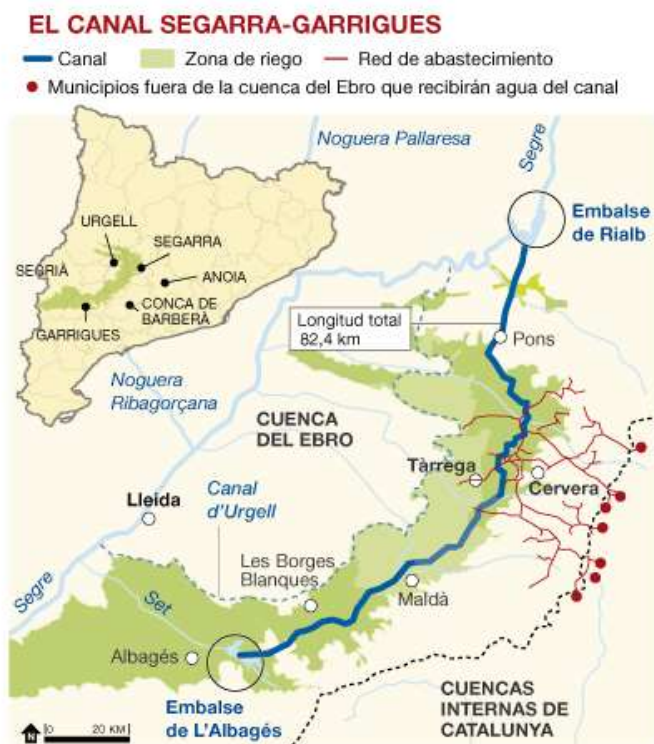 EL CANAL SEGARRA-GARRIGUES
Canal
Zona de riego
Red de abastecimiento
Municipios fuera de la cuenca del Ebro que recibirán agua del canal
Noguera Pallaresa
Segre
Embalse
de Rialb
URGELL
SEGARRA
SEGRIÀ
ANOIA
CONCA DE
BARBERÀ
GARRIGUES
Longitud total
82,4 km
Pons
Noguera
Ribagorçana
CUENCA
DEL EBRO
Tàrrega
Cervera
Lleida
Canal
d'Urgell
Les Borges
Blanques
Maldà
Segre
Set
Albagés
Embalse
de L'Albagés
CUENCAS
INTERNAS DE
CATALUNYA
N
0 20 KM